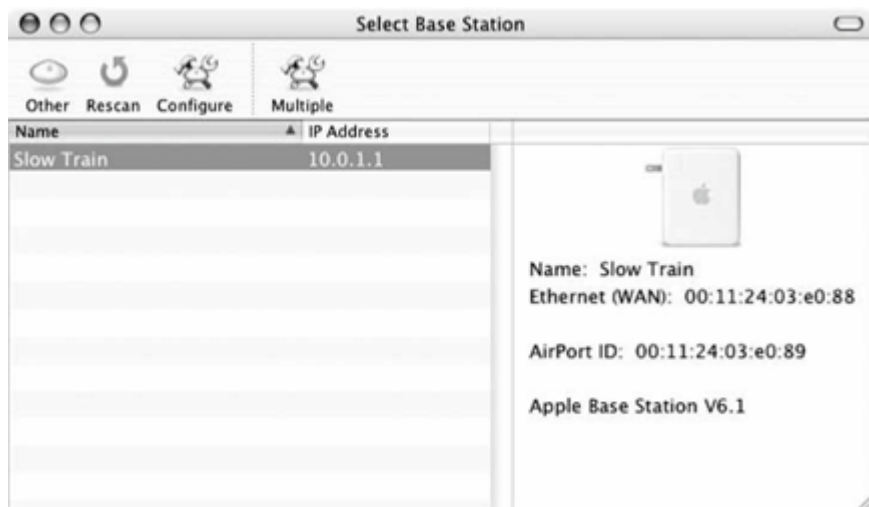 Select Base Station
Other Rescan Configure Multiple
Name IP Address
Slow Train 10.0.1.1
Name: Slow Train
Ethernet (WAN): 00:11:24:03:e0:88
AirPort ID: 00:11:24:03:e0:89
Apple Base Station V6.1